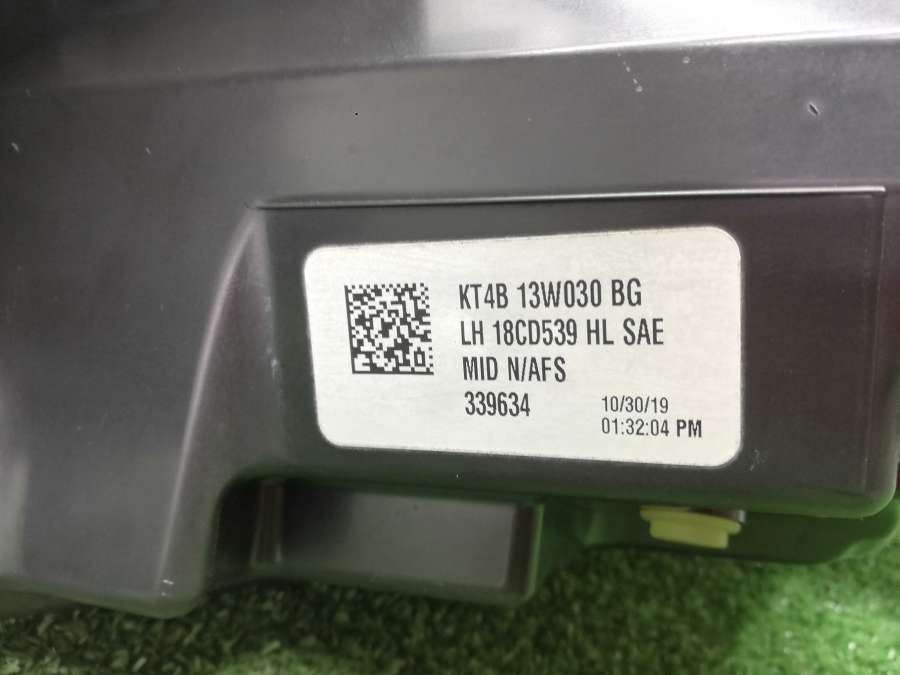 KT4B 13W030 BG
LH 18CD539 HL SAE
MID N/AFS
339634
10/30/19
01:32:04 PM